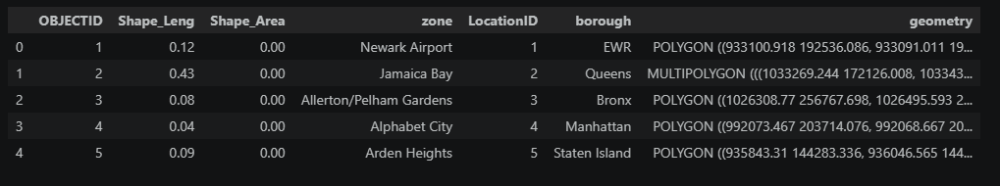 OBJECTID Shape_Leng Shape_Area zone LocationID borough geometry
0 1 0.12 0.00 Newark Airport 1 EWR POLYGON ((933100.918 192536.086, 933091.011 19...
1 2 0.43 0.00 Jamaica Bay 2 Queens MULTIPOLYGON (((1033269.244 172126.008, 103343...
2 3 0.08 0.00 Allerton/Pelham Gardens 3 Bronx POLYGON ((1026308.77 256767.698, 1026495.593 2...
3 4 0.04 0.00 Alphabet City 4 Manhattan POLYGON ((992073.467 203714.076, 992068.667 20...
4 5 0.09 0.00 Arden Heights 5 Staten Island POLYGON ((935843.31 144283.336, 936046.565 144...